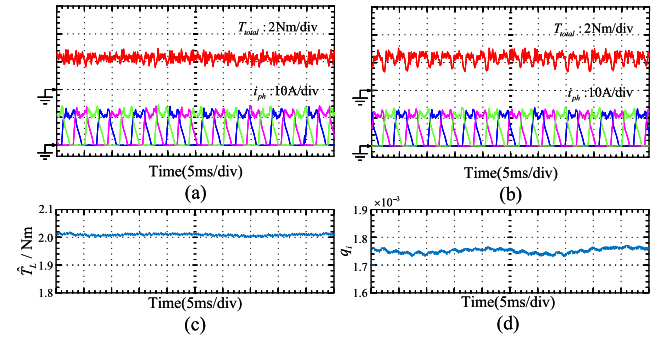 T_total : 2Nm/div
i_ph : 10A/div
Time(5ms/div)
(a)
T_total : 2Nm/div
i_ph : 10A/div
Time(5ms/div)
(b)
2.1
2.0
1.9
1.8
T̂_L / Nm
Time(5ms/div)
(c)
×10⁻³
1.9
1.8
1.7
1.6
q_i
Time(5ms/div)
(d)